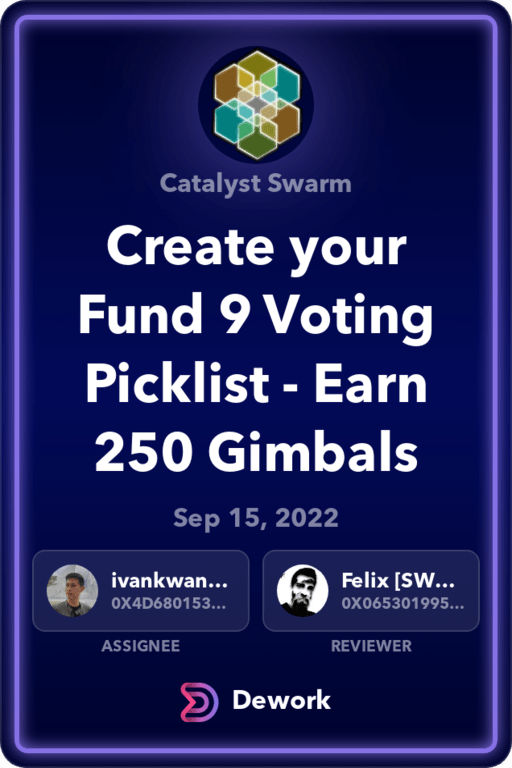 Catalyst Swarm
Create your
Fund 9 Voting
Picklist - Earn
250 Gimbals
Sep 15, 2022
ivankwan...
0X4D680153...
Felix [SW...
0X065301995...
ASSIGNEE
REVIEWER
Dework